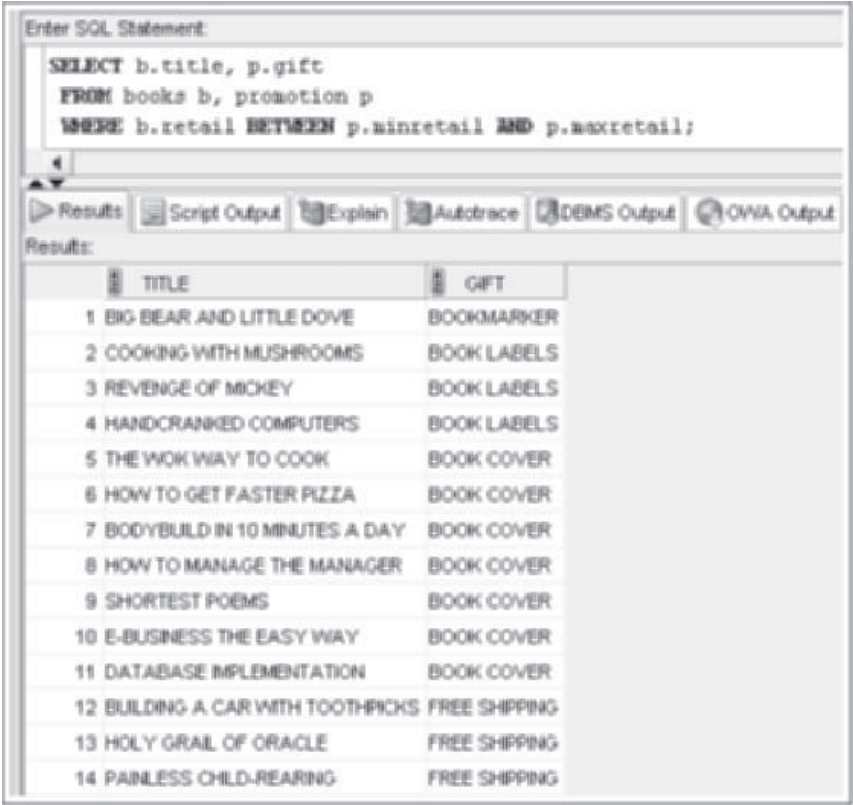 Enter SQL Statement:
SELECT b.title, p.gift
FROM books b, promotion p
WHERE b.retail BETWEEN p.minretail AND p.maxretail;
Results Script Output Explain Autotrace DBMS Output OWA Output
Results:
TITLE GIFT
1 BIG BEAR AND LITTLE DOVE BOOKMARKER
2 COOKING WITH MUSHROOMS BOOK LABELS
3 REVENGE OF MICKEY BOOK LABELS
4 HANDCRANKED COMPUTERS BOOK LABELS
5 THE WOK WAY TO COOK BOOK COVER
6 HOW TO GET FASTER PIZZA BOOK COVER
7 BODYBUILD IN 10 MINUTES A DAY BOOK COVER
8 HOW TO MANAGE THE MANAGER BOOK COVER
9 SHORTEST POEMS BOOK COVER
10 E-BUSINESS THE EASY WAY BOOK COVER
11 DATABASE IMPLEMENTATION BOOK COVER
12 BUILDING A CAR WITH TOOTHPICKS FREE SHIPPING
13 HOLY GRAIL OF ORACLE FREE SHIPPING
14 PAINLESS CHILD-REARING FREE SHIPPING